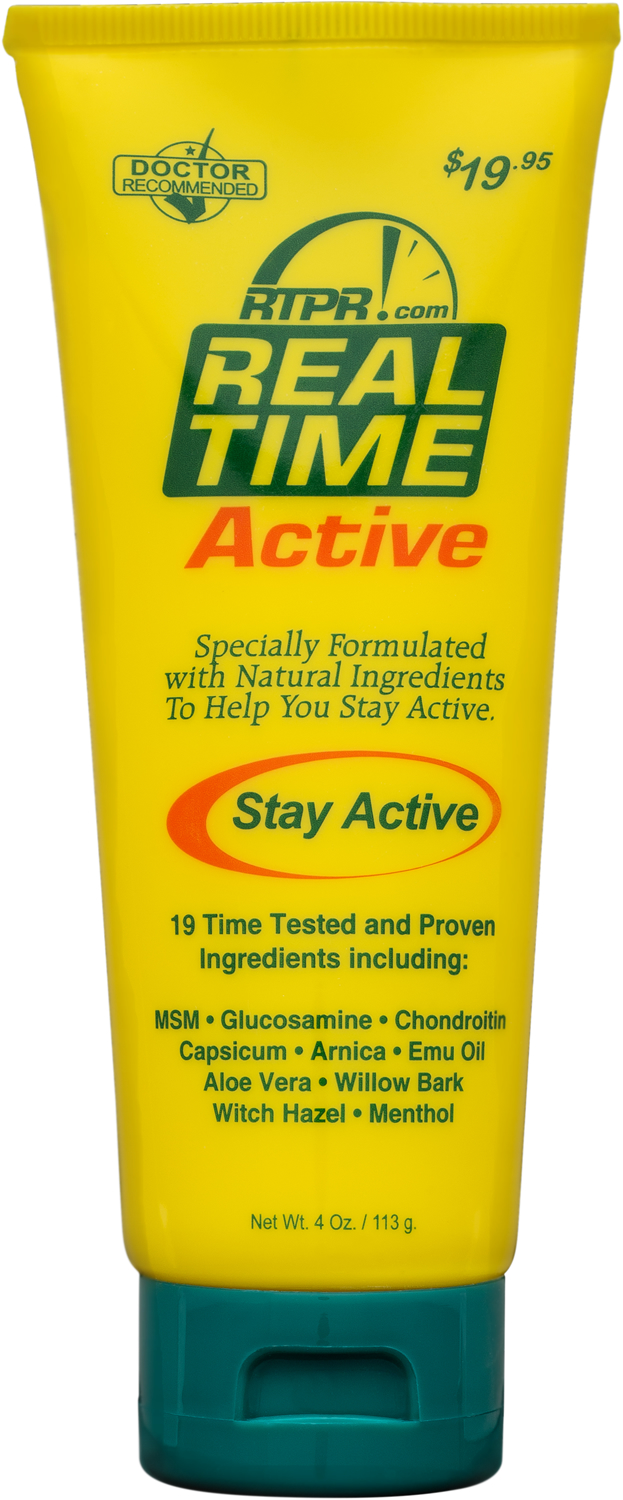 DOCTOR
RECOMMENDED
$19.95
RTPR!com
REAL
TIME
Active
Specially Formulated
with Natural Ingredients
To Help You Stay Active.
Stay Active
19 Time Tested and Proven
Ingredients including:
MSM • Glucosamine • Chondroitin
Capsicum • Arnica • Emu Oil
Aloe Vera • Willow Bark
Witch Hazel • Menthol
Net Wt. 4 Oz. / 113 g.